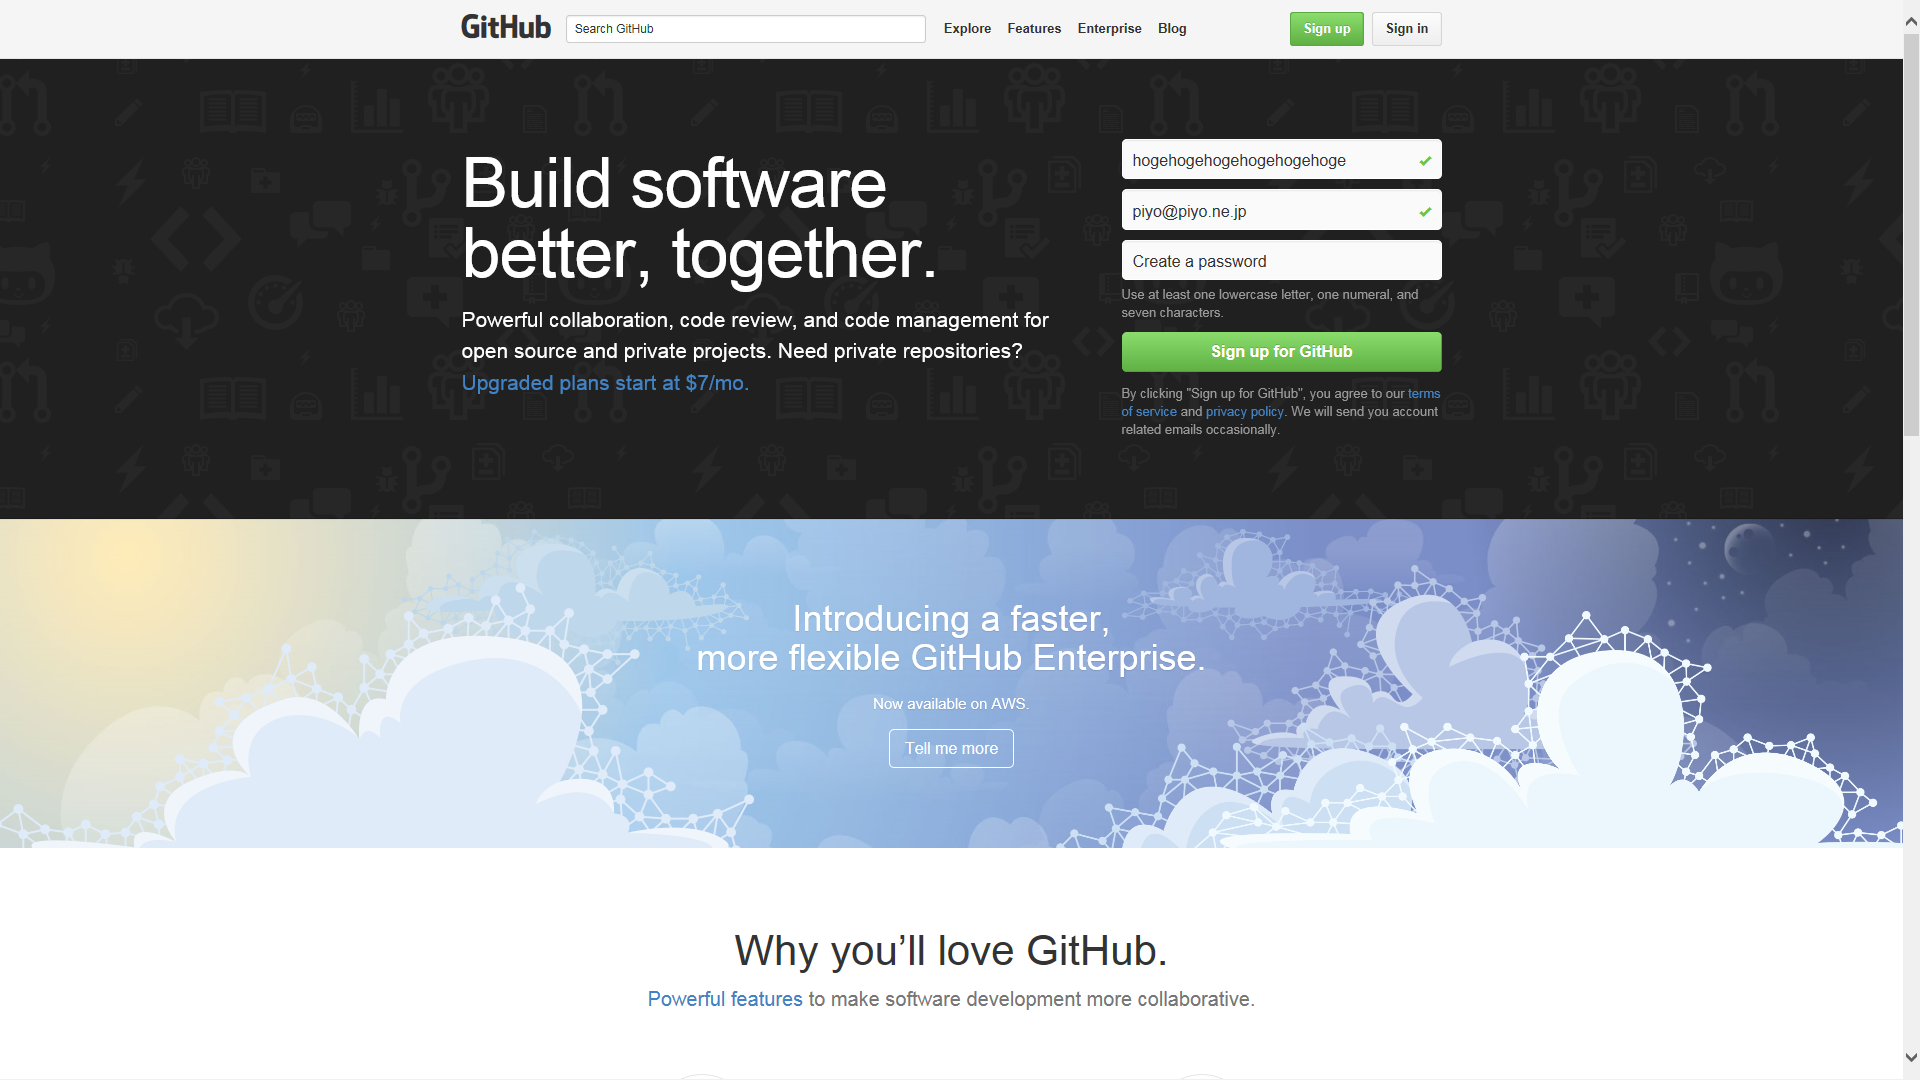 GitHub
Search GitHub
Explore Features Enterprise Blog
Sign up Sign in
Build software
better, together.
Powerful collaboration, code review, and code management for
open source and private projects. Need private repositories?
Upgraded plans start at $7/mo.
hogehogehogehogehogehoge
piyo@piyo.ne.jp
Create a password
Use at least one lowercase letter, one numeral, and
seven characters.
Sign up for GitHub
By clicking "Sign up for GitHub", you agree to our terms
of service and privacy policy. We will send you account
related emails occasionally.
Introducing a faster,
more flexible GitHub Enterprise.
Now available on AWS.
Tell me more
Why you’ll love GitHub.
Powerful features to make software development more collaborative.